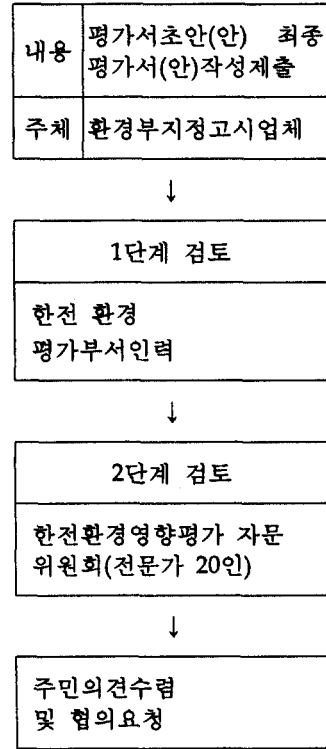 내용 평가서초안(안) 최종
평가서(안)작성제출
주체 환경부지정고시업체
↓
1단계 검토
한전 환경
평가부서인력
↓
2단계 검토
한전환경영향평가 자문
위원회(전문가 20인)
↓
주민의견수렴
및 협의요청